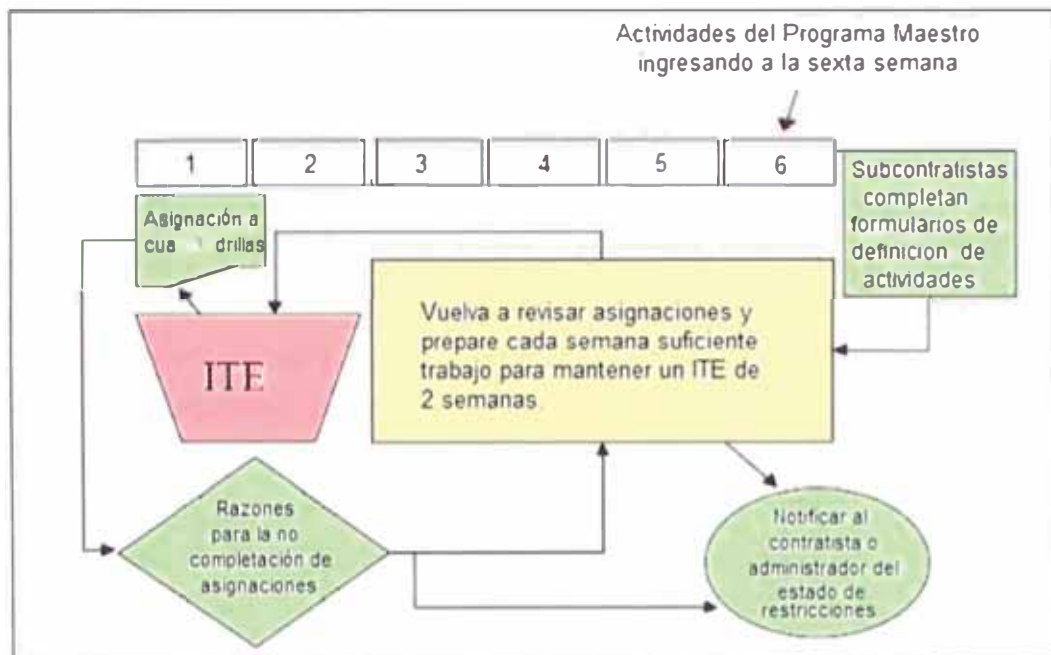 Actividades del Programa Maestro
ingresando a la sexta semana
1 2 3 4 5 6
Subcontratistas
completan
formularios de
definicion de
actividades
Asignación a
cua drillas
Vuelva a revisar asignaciones y
prepare cada semana suficiente
trabajo para mantener un ITE de
2 semanas
ITE
Razones
para la no
completación de
asignaciones
Notificar al
contratista o
administrador del
estado de
restricciones